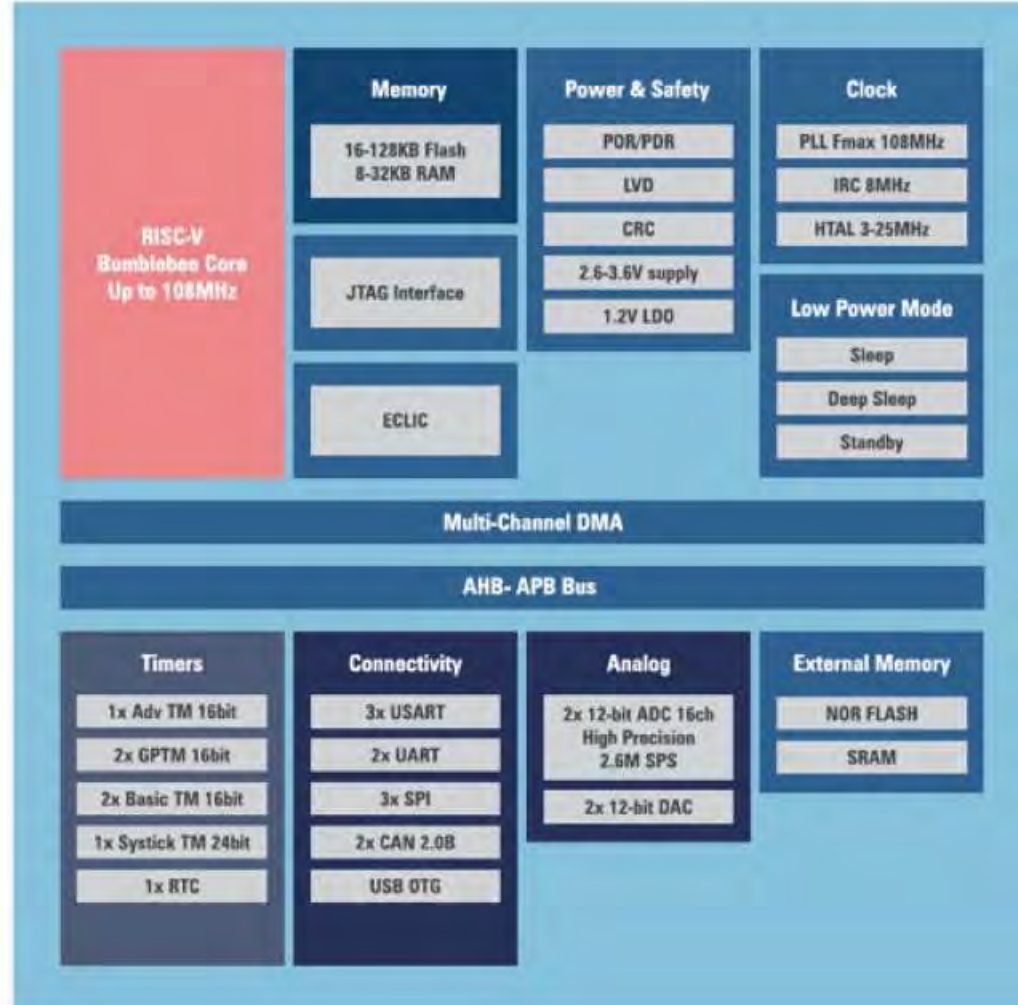 RISC-V
Bumblebee Core
Up to 108MHz
Memory
16-128KB Flash
8-32KB RAM
JTAG Interface
ECLIC
Power & Safety
POR/PDR
LVD
CRC
2.6-3.6V supply
1.2V LDO
Clock
PLL Fmax 108MHz
IRC 8MHz
HTAL 3-25MHz
Low Power Mode
Sleep
Deep Sleep
Standby
Multi-Channel DMA
AHB- APB Bus
Timers
1x Adv TM 16bit
2x GPTM 16bit
2x Basic TM 16bit
1x Systick TM 24bit
1x RTC
Connectivity
3x USART
2x UART
3x SPI
2x CAN 2.0B
USB OTG
Analog
2x 12-bit ADC 16ch
High Precision
2.6M SPS
2x 12-bit DAC
External Memory
NOR FLASH
SRAM